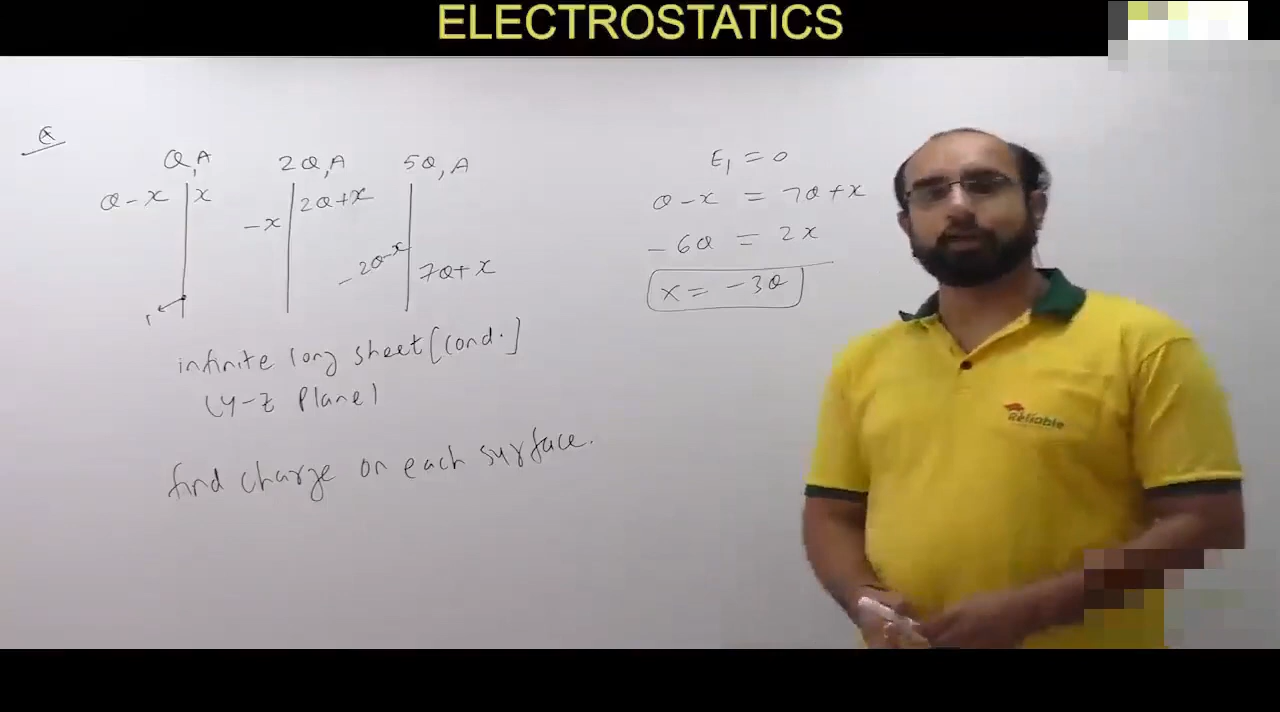 ELECTROSTATICS
Q
Q, A 2Q, A 5Q, A
Q-x x -x 2Q+x -2Q-x 7Q+x
1
infinite long sheet [cond.]
(Y-Z Plane)
find charge on each surface.
E₁ = 0
Q-x = 7Q+x
-6Q = 2x
x = -3Q
Reliable